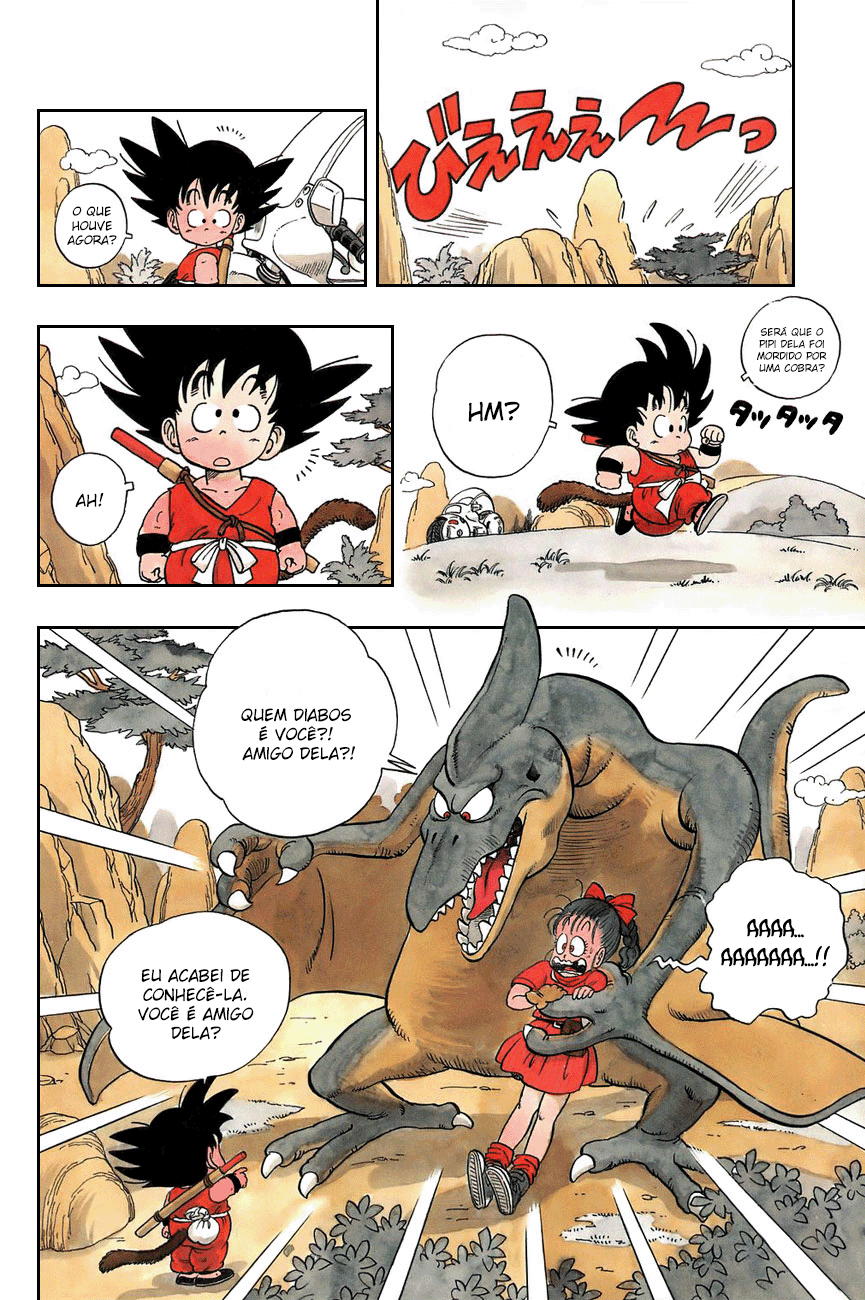 びえええ〜〜っ
O QUE
HOUVE
AGORA?
SERÁ QUE O
PIPI DELA FOI
MORDIDO POR
UMA COBRA?
タッタッタ
HM?
AH!
QUEM DIABOS
É VOCÊ?!
AMIGO DELA?!
AAAA...
AAAAAAA...!!
EU ACABEI DE
CONHECÊ-LA.
VOCÊ É AMIGO
DELA?